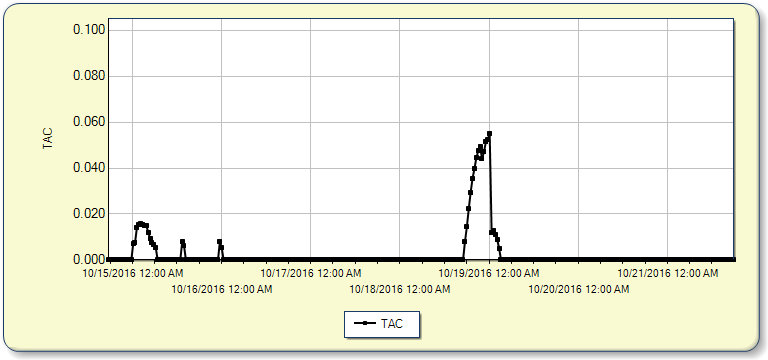 0.100
0.080
0.060
0.040
0.020
0.000
TAC
10/15/2016 12:00 AM
10/17/2016 12:00 AM
10/19/2016 12:00 AM
10/21/2016 12:00 AM
10/16/2016 12:00 AM
10/18/2016 12:00 AM
10/20/2016 12:00 AM
TAC